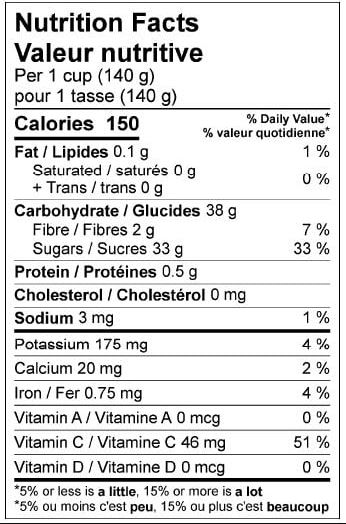 Nutrition Facts
Valeur nutritive
Per 1 cup (140 g)
pour 1 tasse (140 g)
Calories 150
% Daily Value*
% valeur quotidienne*
Fat / Lipides 0.1 g 1 %
Saturated / saturés 0 g
+ Trans / trans 0 g
0 %
Carbohydrate / Glucides 38 g
Fibre / Fibres 2 g 7 %
Sugars / Sucres 33 g 33 %
Protein / Protéines 0.5 g
Cholesterol / Cholestérol 0 mg
Sodium 3 mg 1 %
Potassium 175 mg 4 %
Calcium 20 mg 2 %
Iron / Fer 0.75 mg 4 %
Vitamin A / Vitamine A 0 mcg 0 %
Vitamin C / Vitamine C 46 mg 51 %
Vitamin D / Vitamine D 0 mcg 0 %
*5% or less is a little, 15% or more is a lot
*5% ou moins c'est peu, 15% ou plus c'est beaucoup